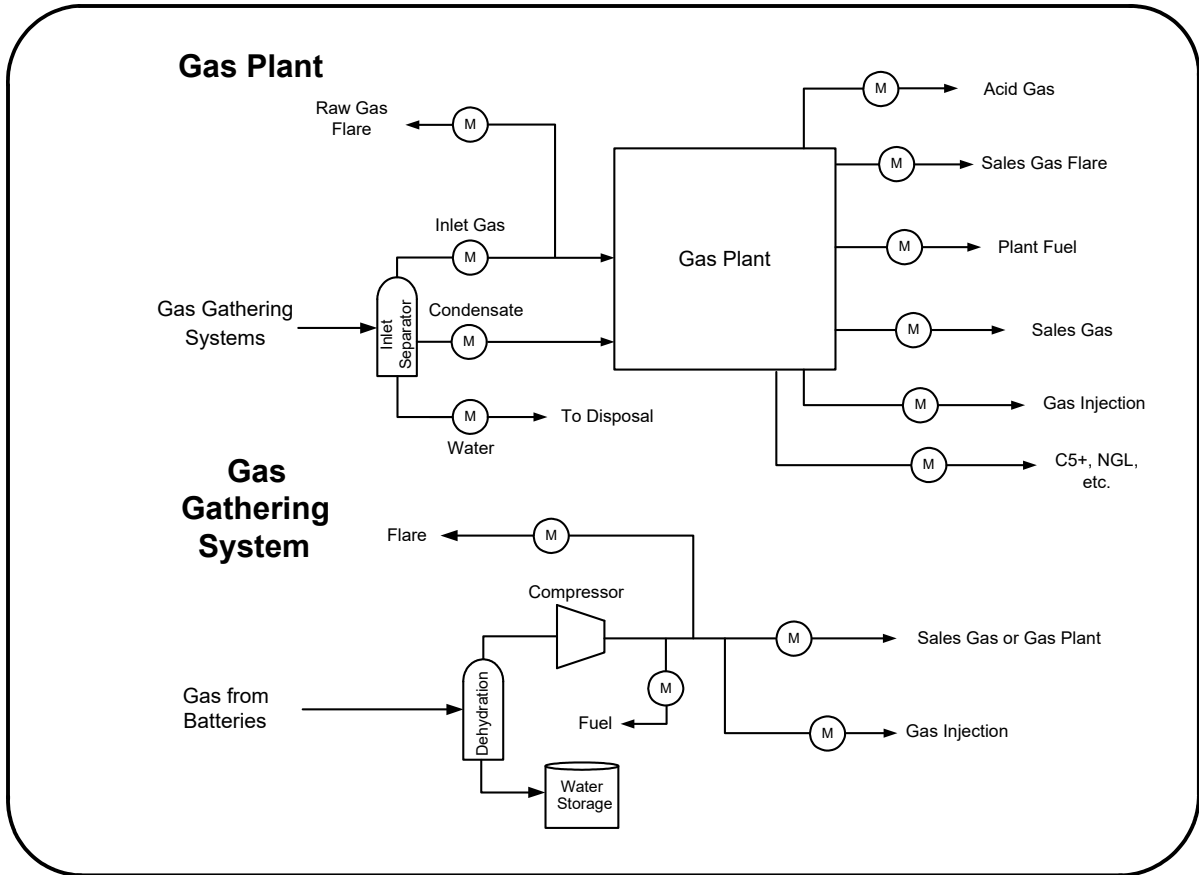 Gas Plant
Raw Gas
Flare
M
M
Acid Gas
M
Sales Gas Flare
Inlet Gas
M
M
Plant Fuel
Gas Plant
Gas Gathering
Systems
Inlet
Separator
Condensate
M
M
Sales Gas
M
To Disposal
Water
M
Gas Injection
M
C5+, NGL,
etc.
Gas
Gathering
System
Flare
M
Compressor
M
Sales Gas or Gas Plant
Gas from
Batteries
Dehydration
M
Fuel
M
Gas Injection
Water
Storage